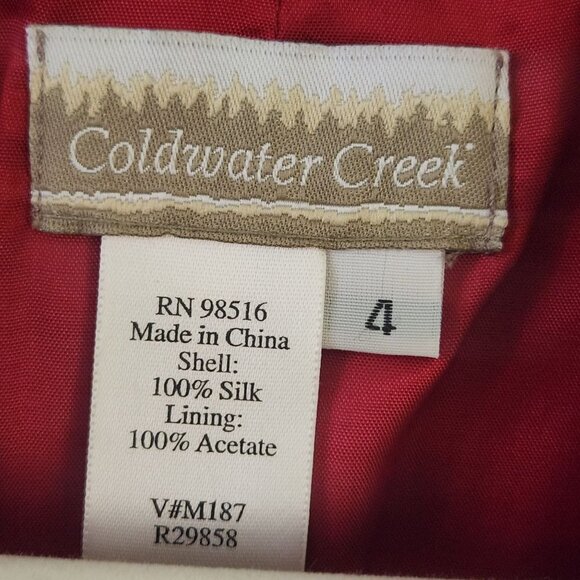 Coldwater Creek
4
RN 98516
Made in China
Shell:
100% Silk
Lining:
100% Acetate
V#M187
R29858